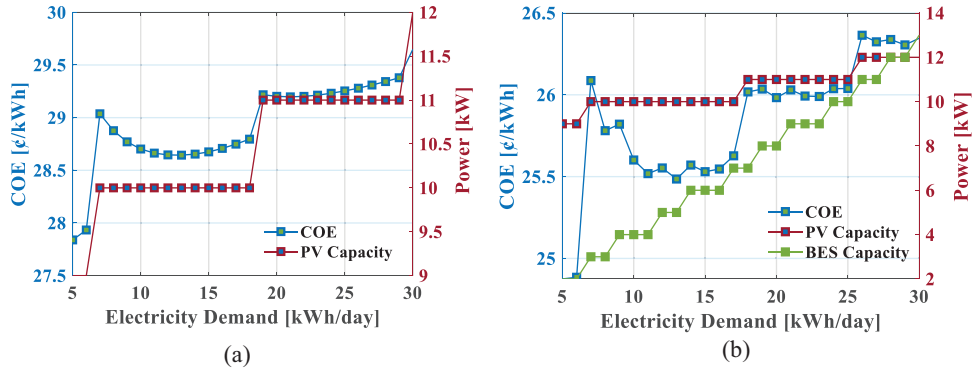 12
29.5
11.5
29
11
10.5
28.5
10
28
9.5
27.5
9
5 10 15 20 25 30
COE [¢/kWh]
Power [kW]
COE
PV Capacity
Electricity Demand [kWh/day]
(a)
26.5
14
12
26
10
8
25.5
6
4
25
2
5 10 15 20 25 30
COE [¢/kWh]
Power [kW]
COE
PV Capacity
BES Capacity
Electricity Demand [kWh/day]
(b)